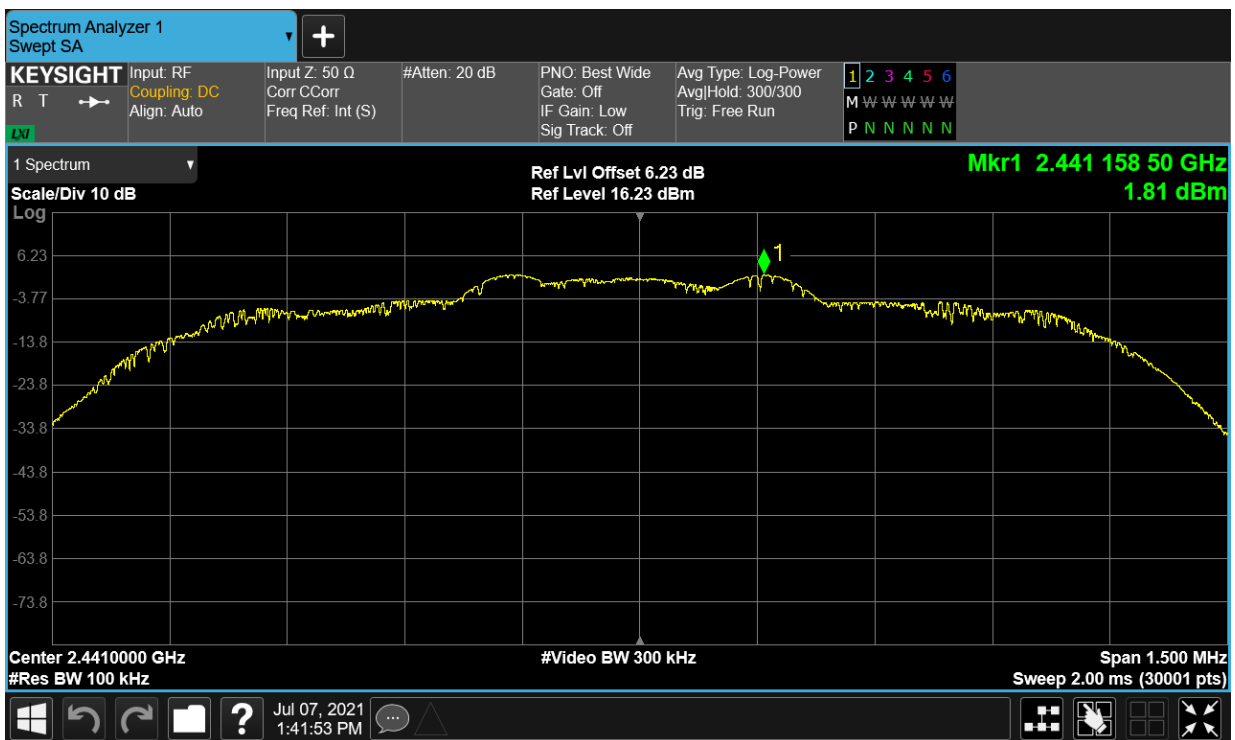 Spectrum Analyzer 1
Swept SA
+
KEYSIGHT
R T
LXI
Input: RF
Coupling: DC
Align: Auto
Input Z: 50 Ω
Corr CCorr
Freq Ref: Int (S)
#Atten: 20 dB
PNO: Best Wide
Gate: Off
IF Gain: Low
Sig Track: Off
Avg Type: Log-Power
Avg|Hold: 300/300
Trig: Free Run
1 2 3 4 5 6
M W W W W W
P N N N N N
1 Spectrum
Scale/Div 10 dB
Log
Ref Lvl Offset 6.23 dB
Ref Level 16.23 dBm
Mkr1 2.441 158 50 GHz
1.81 dBm
1
6.23
-3.77
-13.8
-23.8
-33.8
-43.8
-53.8
-63.8
-73.8
Center 2.4410000 GHz
#Res BW 100 kHz
#Video BW 300 kHz
Span 1.500 MHz
Sweep 2.00 ms (30001 pts)
?
Jul 07, 2021
1:41:53 PM